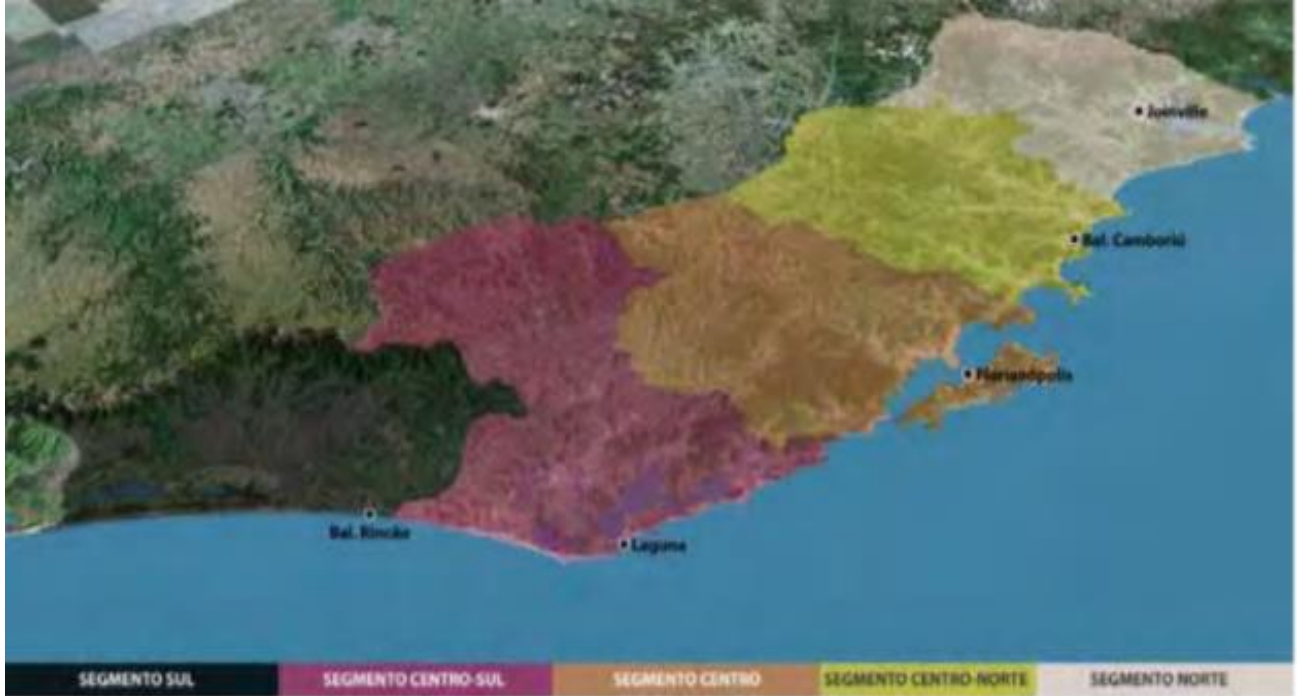 Joinville
Bal. Camboriú
Florianópolis
Bal. Rincão
Laguna
SEGMENTO SUL
SEGMENTO CENTRO-SUL
SEGMENTO CENTRO
SEGMENTO CENTRO-NORTE
SEGMENTO NORTE